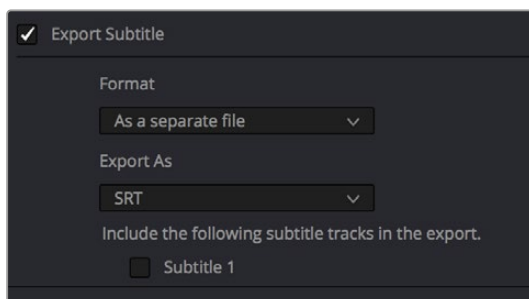 Export Subtitle
Format
As a separate file
Export As
SRT
Include the following subtitle tracks in the export.
Subtitle 1